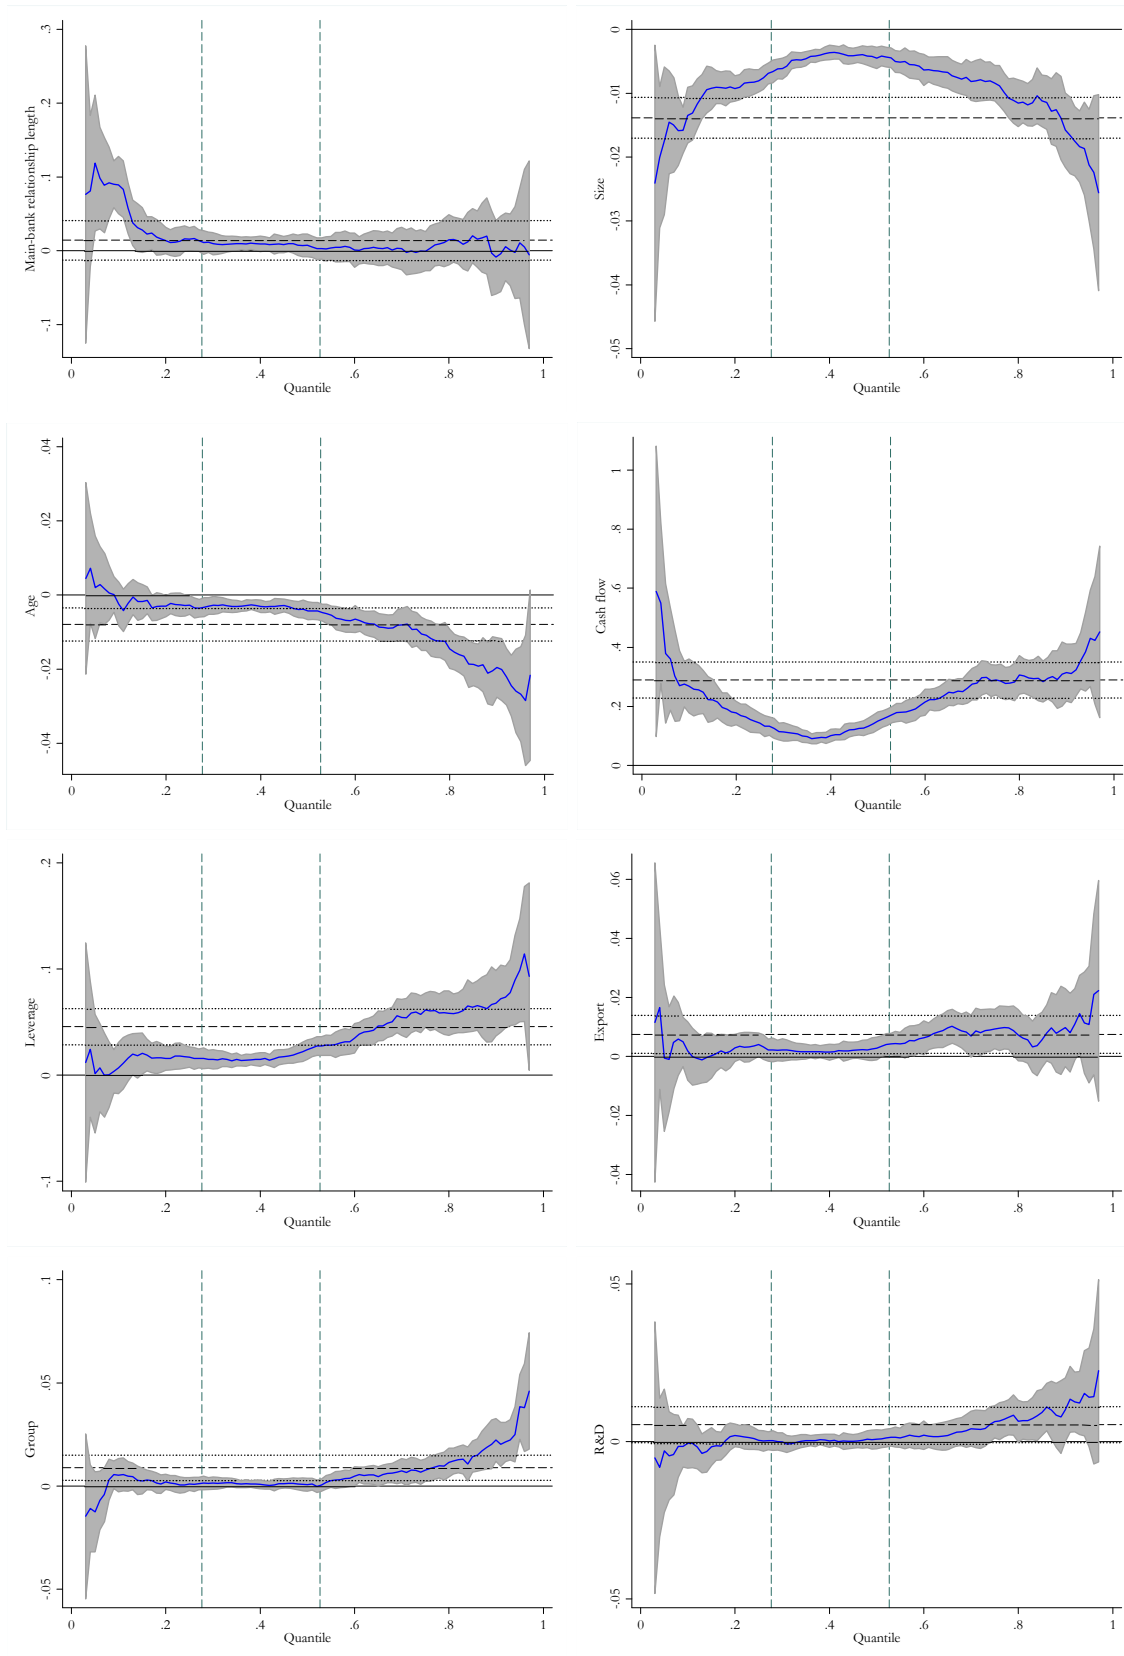 Main-bank relationship length
.3
.2
.1
0
-.1
0 .2 .4 .6 .8 1
Quantile
Size
0
-.01
-.02
-.03
-.04
-.05
0 .2 .4 .6 .8 1
Quantile
Age
.04
.02
0
-.02
-.04
0 .2 .4 .6 .8 1
Quantile
Cash flow
1
.8
.6
.4
.2
0
0 .2 .4 .6 .8 1
Quantile
Leverage
.2
.1
0
-.1
0 .2 .4 .6 .8 1
Quantile
Export
.06
.04
.02
0
-.02
-.04
0 .2 .4 .6 .8 1
Quantile
Group
.1
.05
0
-.05
0 .2 .4 .6 .8 1
Quantile
R&D
.05
0
-.05
0 .2 .4 .6 .8 1
Quantile